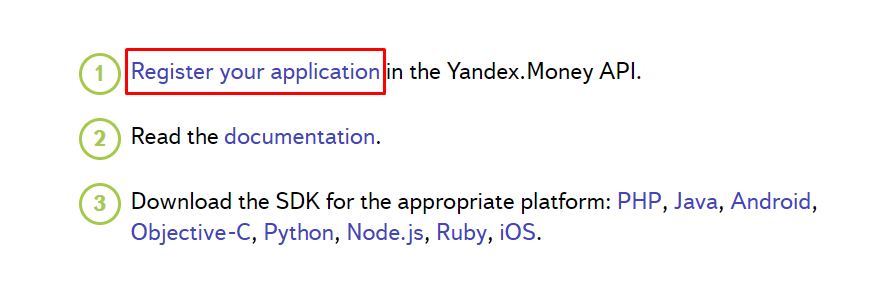 1 Register your application in the Yandex.Money API.
2 Read the documentation.
3 Download the SDK for the appropriate platform: PHP, Java, Android,
Objective-C, Python, Node.js, Ruby, iOS.